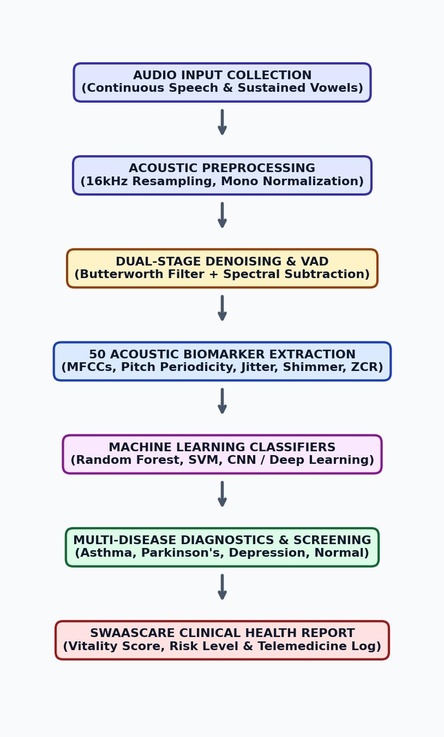 AUDIO INPUT COLLECTION
(Continuous Speech & Sustained Vowels)
ACOUSTIC PREPROCESSING
(16kHz Resampling, Mono Normalization)
DUAL-STAGE DENOISING & VAD
(Butterworth Filter + Spectral Subtraction)
50 ACOUSTIC BIOMARKER EXTRACTION
(MFCCs, Pitch Periodicity, Jitter, Shimmer, ZCR)
MACHINE LEARNING CLASSIFIERS
(Random Forest, SVM, CNN / Deep Learning)
MULTI-DISEASE DIAGNOSTICS & SCREENING
(Asthma, Parkinson's, Depression, Normal)
SWAASCARE CLINICAL HEALTH REPORT
(Vitality Score, Risk Level & Telemedicine Log)